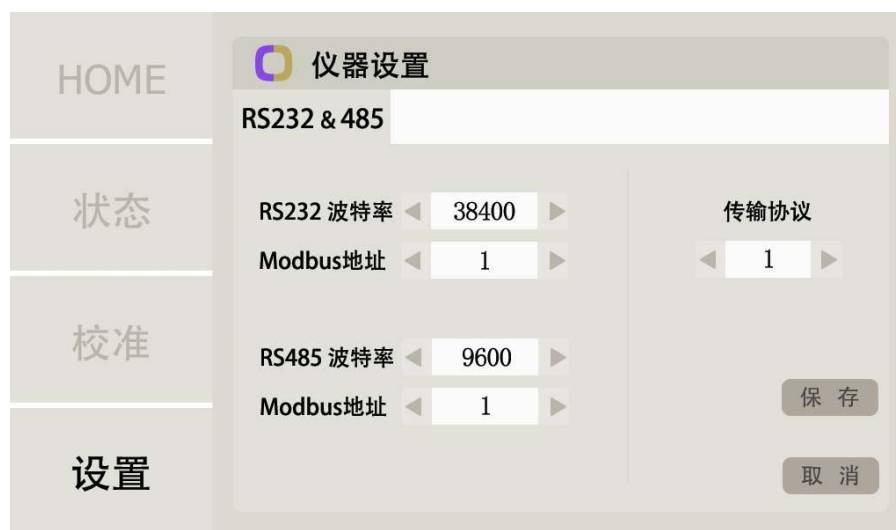 HOME
状态
校准
设置
仪器设置
RS232 & 485
RS232 波特率 38400
Modbus地址 1
RS485 波特率 9600
Modbus地址 1
传输协议
1
保 存
取 消